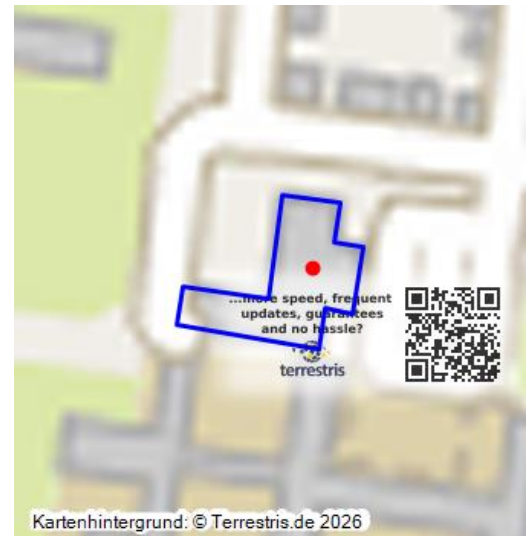 ...more speed, frequent
updates, guarantees
and no hassle?
terrestris
Kartenhintergrund: © Terrestris.de 2026